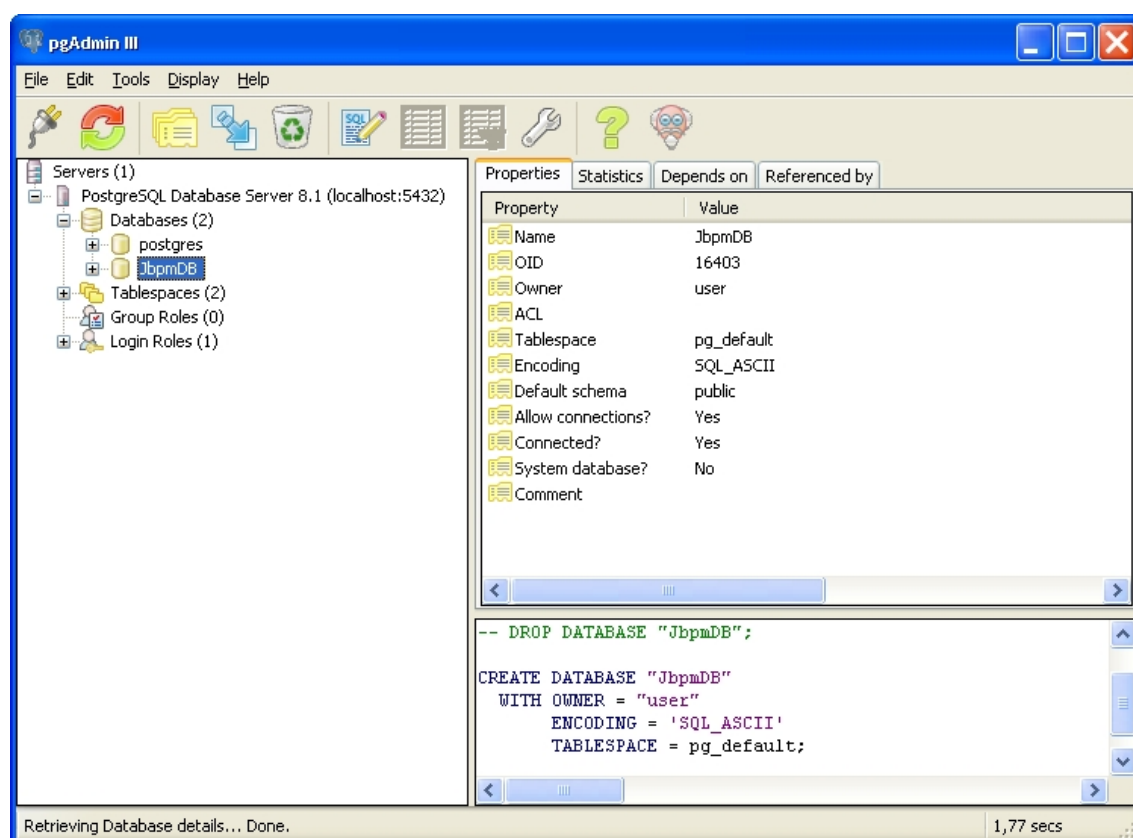 pgAdmin III
File Edit Tools Display Help
SQL
Servers (1)
PostgreSQL Database Server 8.1 (localhost:5432)
Databases (2)
postgres
JbpmDB
Tablespaces (2)
Group Roles (0)
Login Roles (1)
Properties Statistics Depends on Referenced by
Property Value
Name JbpmDB
OID 16403
Owner user
ACL
Tablespace pg_default
Encoding SQL_ASCII
Default schema public
Allow connections? Yes
Connected? Yes
System database? No
Comment
-- DROP DATABASE "JbpmDB";
CREATE DATABASE "JbpmDB"
WITH OWNER = "user"
ENCODING = 'SQL_ASCII'
TABLESPACE = pg_default;
Retrieving Database details... Done. 1,77 secs